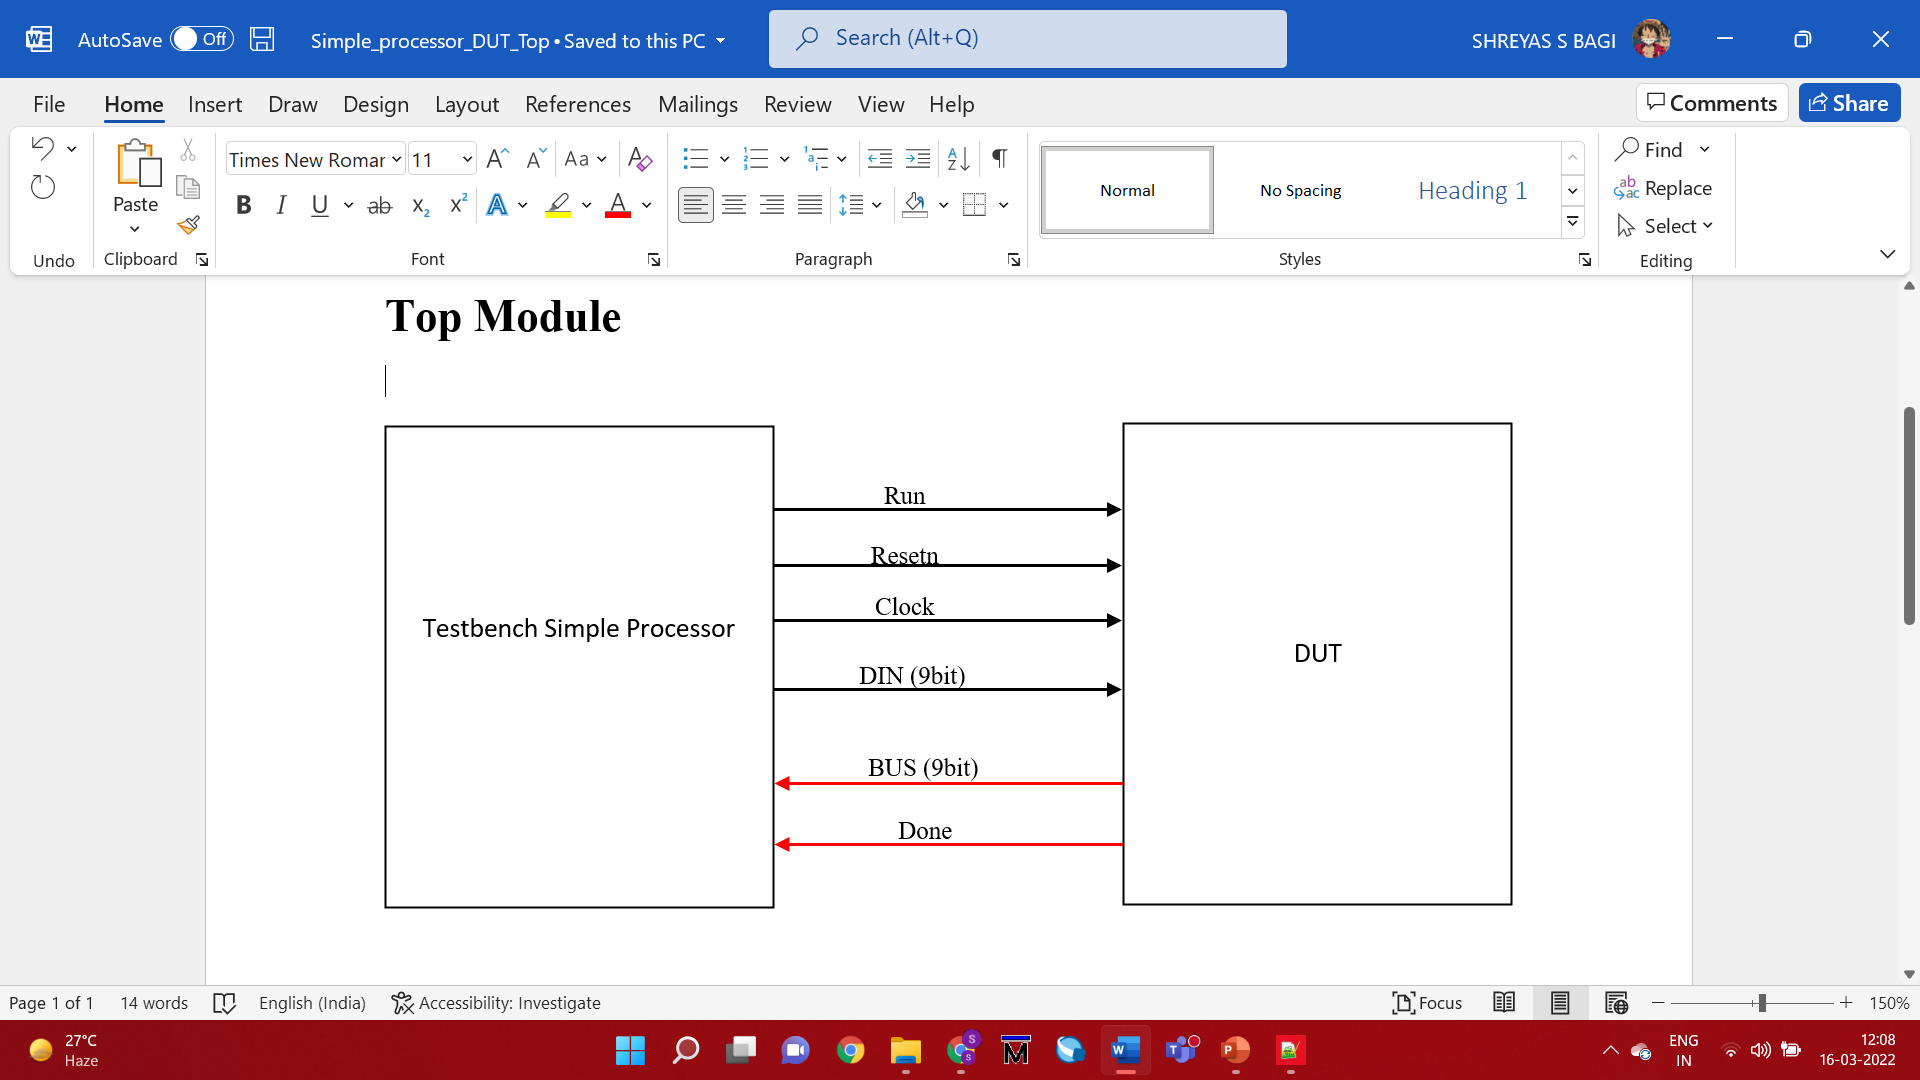 AutoSave Off Simple_processor_DUT_Top • Saved to this PC Search (Alt+Q) SHREYAS S BAGI
File Home Insert Draw Design Layout References Mailings Review View Help Comments Share
Times New Roman 11 Aa Find
Paste Normal No Spacing Heading 1 Replace
B I U ab x₂ x² A A Select
Undo Clipboard Font Paragraph Styles Editing
Top Module
Run
Resetn
Clock
Testbench Simple Processor
DUT
DIN (9bit)
BUS (9bit)
Done
Page 1 of 1 14 words English (India) Accessibility: Investigate Focus 150%
27°C
Haze
ENG
IN
12:08
16-03-2022